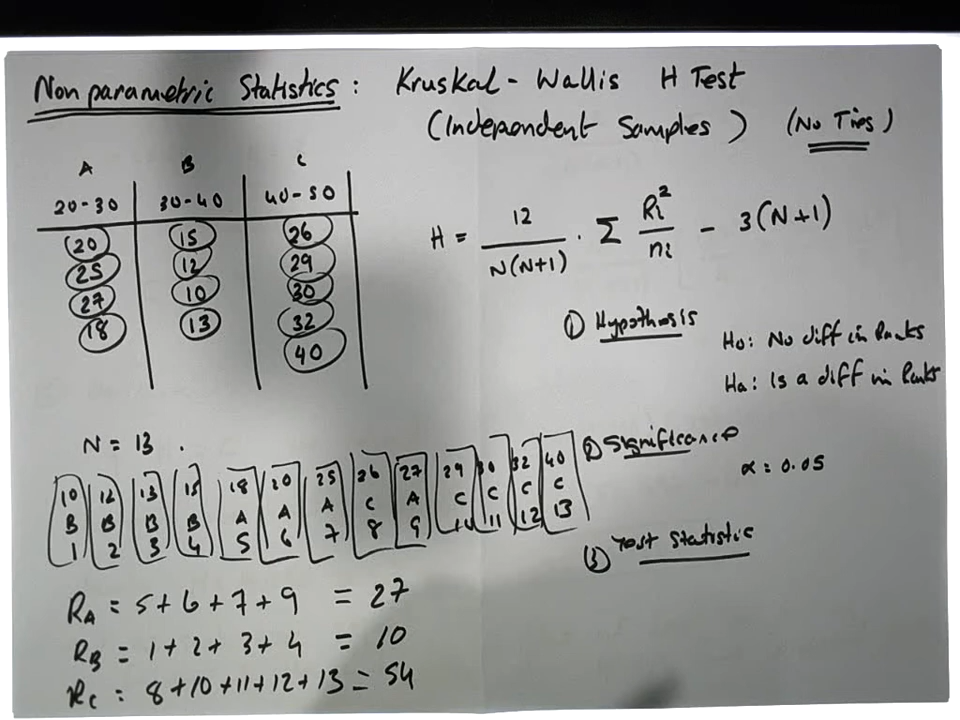 Nonparametric Statistics: Kruskal-Wallis H Test
(Independent Samples) (No Ties)
A B C
20-30 30-40 40-50
20 15 26
25 12 29
27 10 30
18 13 32
40
H = 12 / N(N+1) . Σ Ri² / ni - 3(N+1)
① Hypothesis
Ho: No diff in Ranks
Ha: Is a diff in Ranks
N = 13
② Significance
α = 0.05
10 12 13 15 18 20 25 26 27 29 30 32 40
B B B B A A A C A C C C C
1 2 3 4 5 6 7 8 9 10 11 12 13
③ Test Statistic
RA = 5+6+7+9 = 27
RB = 1+2+3+4 = 10
RC = 8+10+11+12+13 = 54